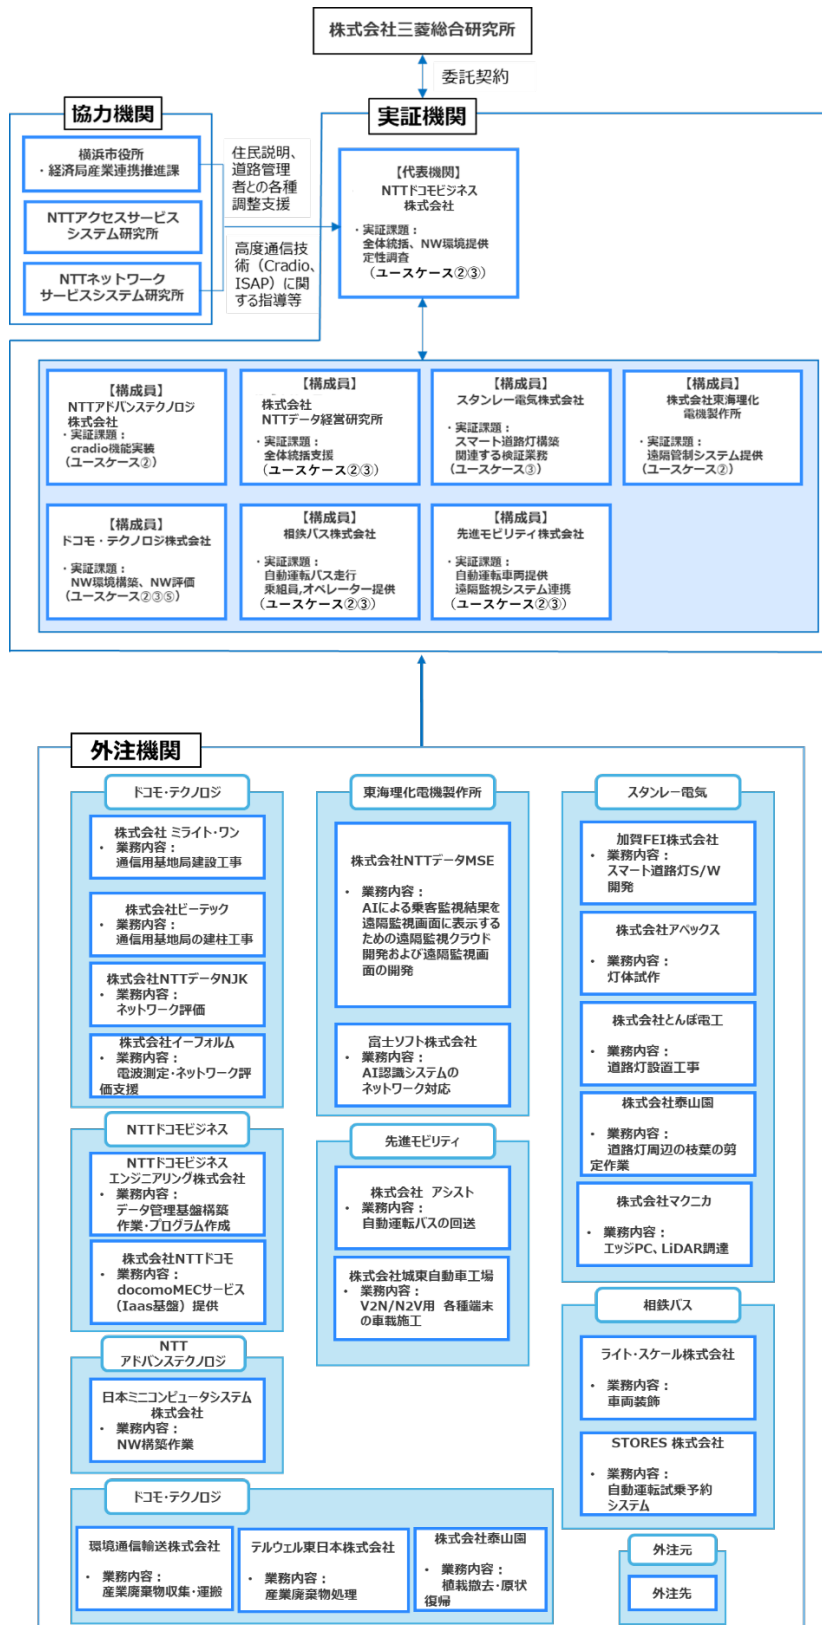 株式会社三菱総合研究所
委託契約
協力機関
横浜市役所
・経済局産業連携推進課
NTTアクセスサービス
システム研究所
NTTネットワーク
サービスシステム研究所
住民説明、
道路管理
者との各種
調整支援
高度通信技
術（Cradio、
ISAP）に関
する指導等
実証機関
【代表機関】
NTTドコモビジネス
株式会社
・実証課題：
全体統括、NW環境提供
定性調査
（ユースケース②③）
【構成員】
NTTアドバンステクノロジ
株式会社
・実証課題：
cradio機能実装
（ユースケース②）
【構成員】
株式会社
NTTデータ経営研究所
・実証課題：
全体統括支援
（ユースケース②③）
【構成員】
スタンレー電気株式会社
・実証課題：
スマート道路灯構築
関連する検証業務
（ユースケース③）
【構成員】
株式会社東海理化
電機製作所
・実証課題：
遠隔管制システム提供
（ユースケース②）
【構成員】
ドコモ・テクノロジ株式会社
・実証課題：
NW環境構築、NW評価
（ユースケース②③⑤）
【構成員】
相鉄バス株式会社
・実証課題：
自動運転バス走行
乗組員,オペレーター提供
（ユースケース②③）
【構成員】
先進モビリティ株式会社
・実証課題：
自動運転車両提供
遠隔監視システム連携
（ユースケース②③）
外注機関
ドコモ・テクノロジ
株式会社 ミライト・ワン
・ 業務内容：
通信用基地局建設工事
株式会社ビーテック
・ 業務内容：
通信用基地局の建柱工事
株式会社NTTデータNJK
・ 業務内容：
ネットワーク評価
株式会社イーフォルム
・ 業務内容：
電波測定・ネットワーク評
価支援
NTTドコモビジネス
NTTドコモビジネス
エンジニアリング株式会社
・ 業務内容：
データ管理基盤構築
作業・プログラム作成
株式会社NTTドコモ
・ 業務内容：
docomoMECサービス
（Iaas基盤）提供
NTT
アドバンステクノロジ
日本ミニコンピュータシステム
株式会社
・ 業務内容：
NW構築作業
東海理化電機製作所
株式会社NTTデータMSE
・ 業務内容：
AIによる乗客監視結果を
遠隔監視画面に表示する
ための遠隔監視クラウド
開発および遠隔監視画
面の開発
富士ソフト株式会社
・ 業務内容：
AI認識システムの
ネットワーク対応
先進モビリティ
株式会社 アシスト
・ 業務内容：
自動運転バスの回送
株式会社城東自動車工場
・ 業務内容：
V2N/N2V用 各種端末
の車載施工
スタンレー電気
加賀FEI株式会社
・ 業務内容：
スマート道路灯S/W
開発
株式会社アペックス
・ 業務内容：
灯体試作
株式会社とんぼ電工
・ 業務内容：
道路灯設置工事
株式会社泰山園
・ 業務内容：
道路灯周辺の枝葉の剪
定作業
株式会社マクニカ
・ 業務内容：
エッジPC、LiDAR調達
相鉄バス
ライト・スケール株式会社
・ 業務内容：
車両装飾
STORES 株式会社
・ 業務内容：
自動運転試乗予約
システム
ドコモ・テクノロジ
環境通信輸送株式会社
・ 業務内容：
産業廃棄物収集・運搬
テルウェル東日本株式会社
・ 業務内容：
産業廃棄物処理
株式会社泰山園
・ 業務内容：
植栽撤去・原状
復帰
外注元
外注先